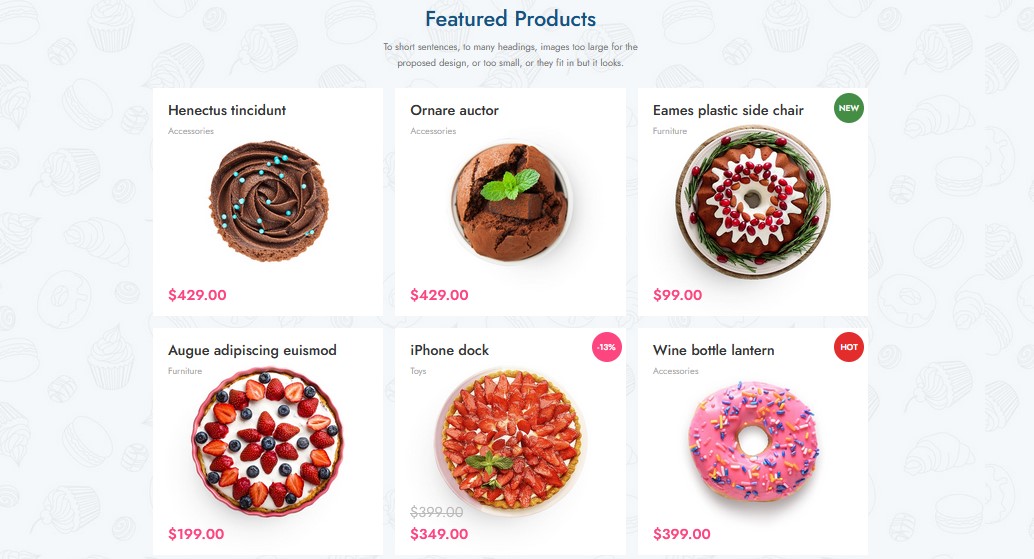 Featured Products
To short sentences, to many headings, images too large for the
proposed design, or too small, or they fit in but it looks.
Henectus tincidunt
Accessories
$429.00
Ornare auctor
Accessories
$429.00
Eames plastic side chair
NEW
Furniture
$99.00
Augue adipiscing euismod
Furniture
$199.00
iPhone dock
-13%
Toys
$399.00
$349.00
Wine bottle lantern
HOT
Accessories
$399.00